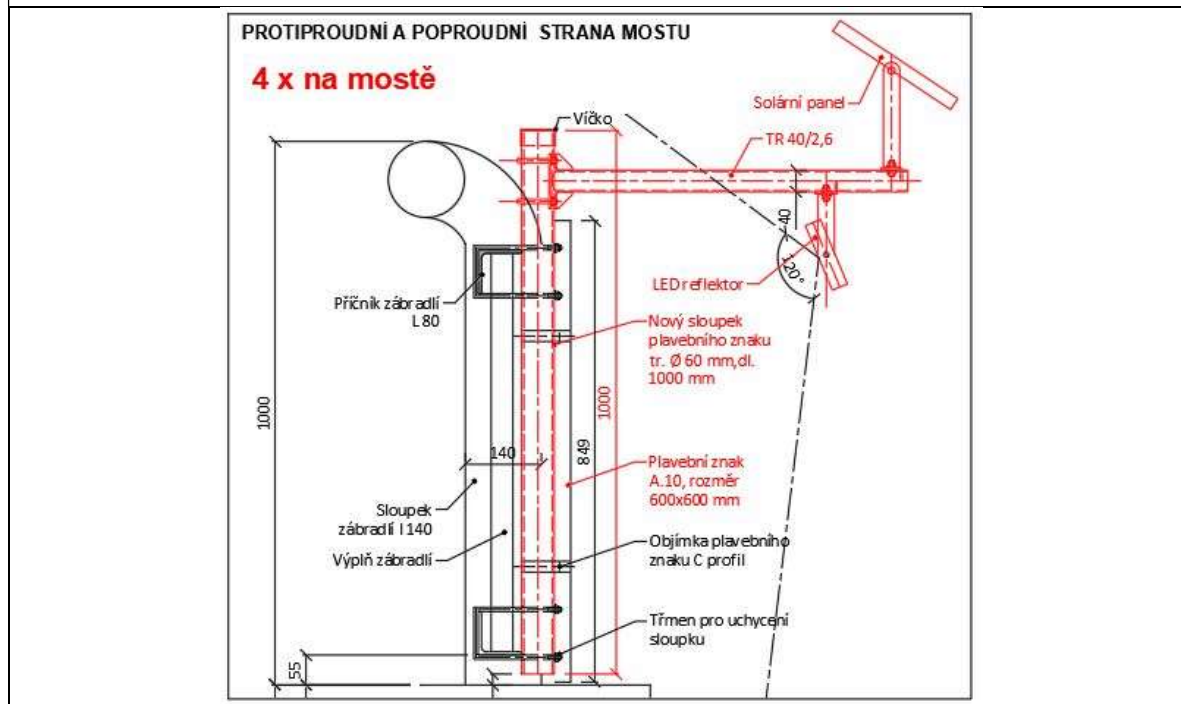 PROTIPROUDNÍ A POPROUDNÍ STRANA MOSTU
4 x na mostě
Solární panel
Víčko
TR 40/2,6
40
120°
LED reflektor
Příčník zábradlí
L 80
Nový sloupek
plavebního znaku
tr. Ø 60 mm,dl.
1000 mm
1000
1000
849
140
Plavební znak
A.10, rozměr
600x600 mm
Sloupek
zábradlí I 140
Výplň zábradlí
Objímka plavebního
znaku C profil
Třmen pro uchycení
sloupku
55